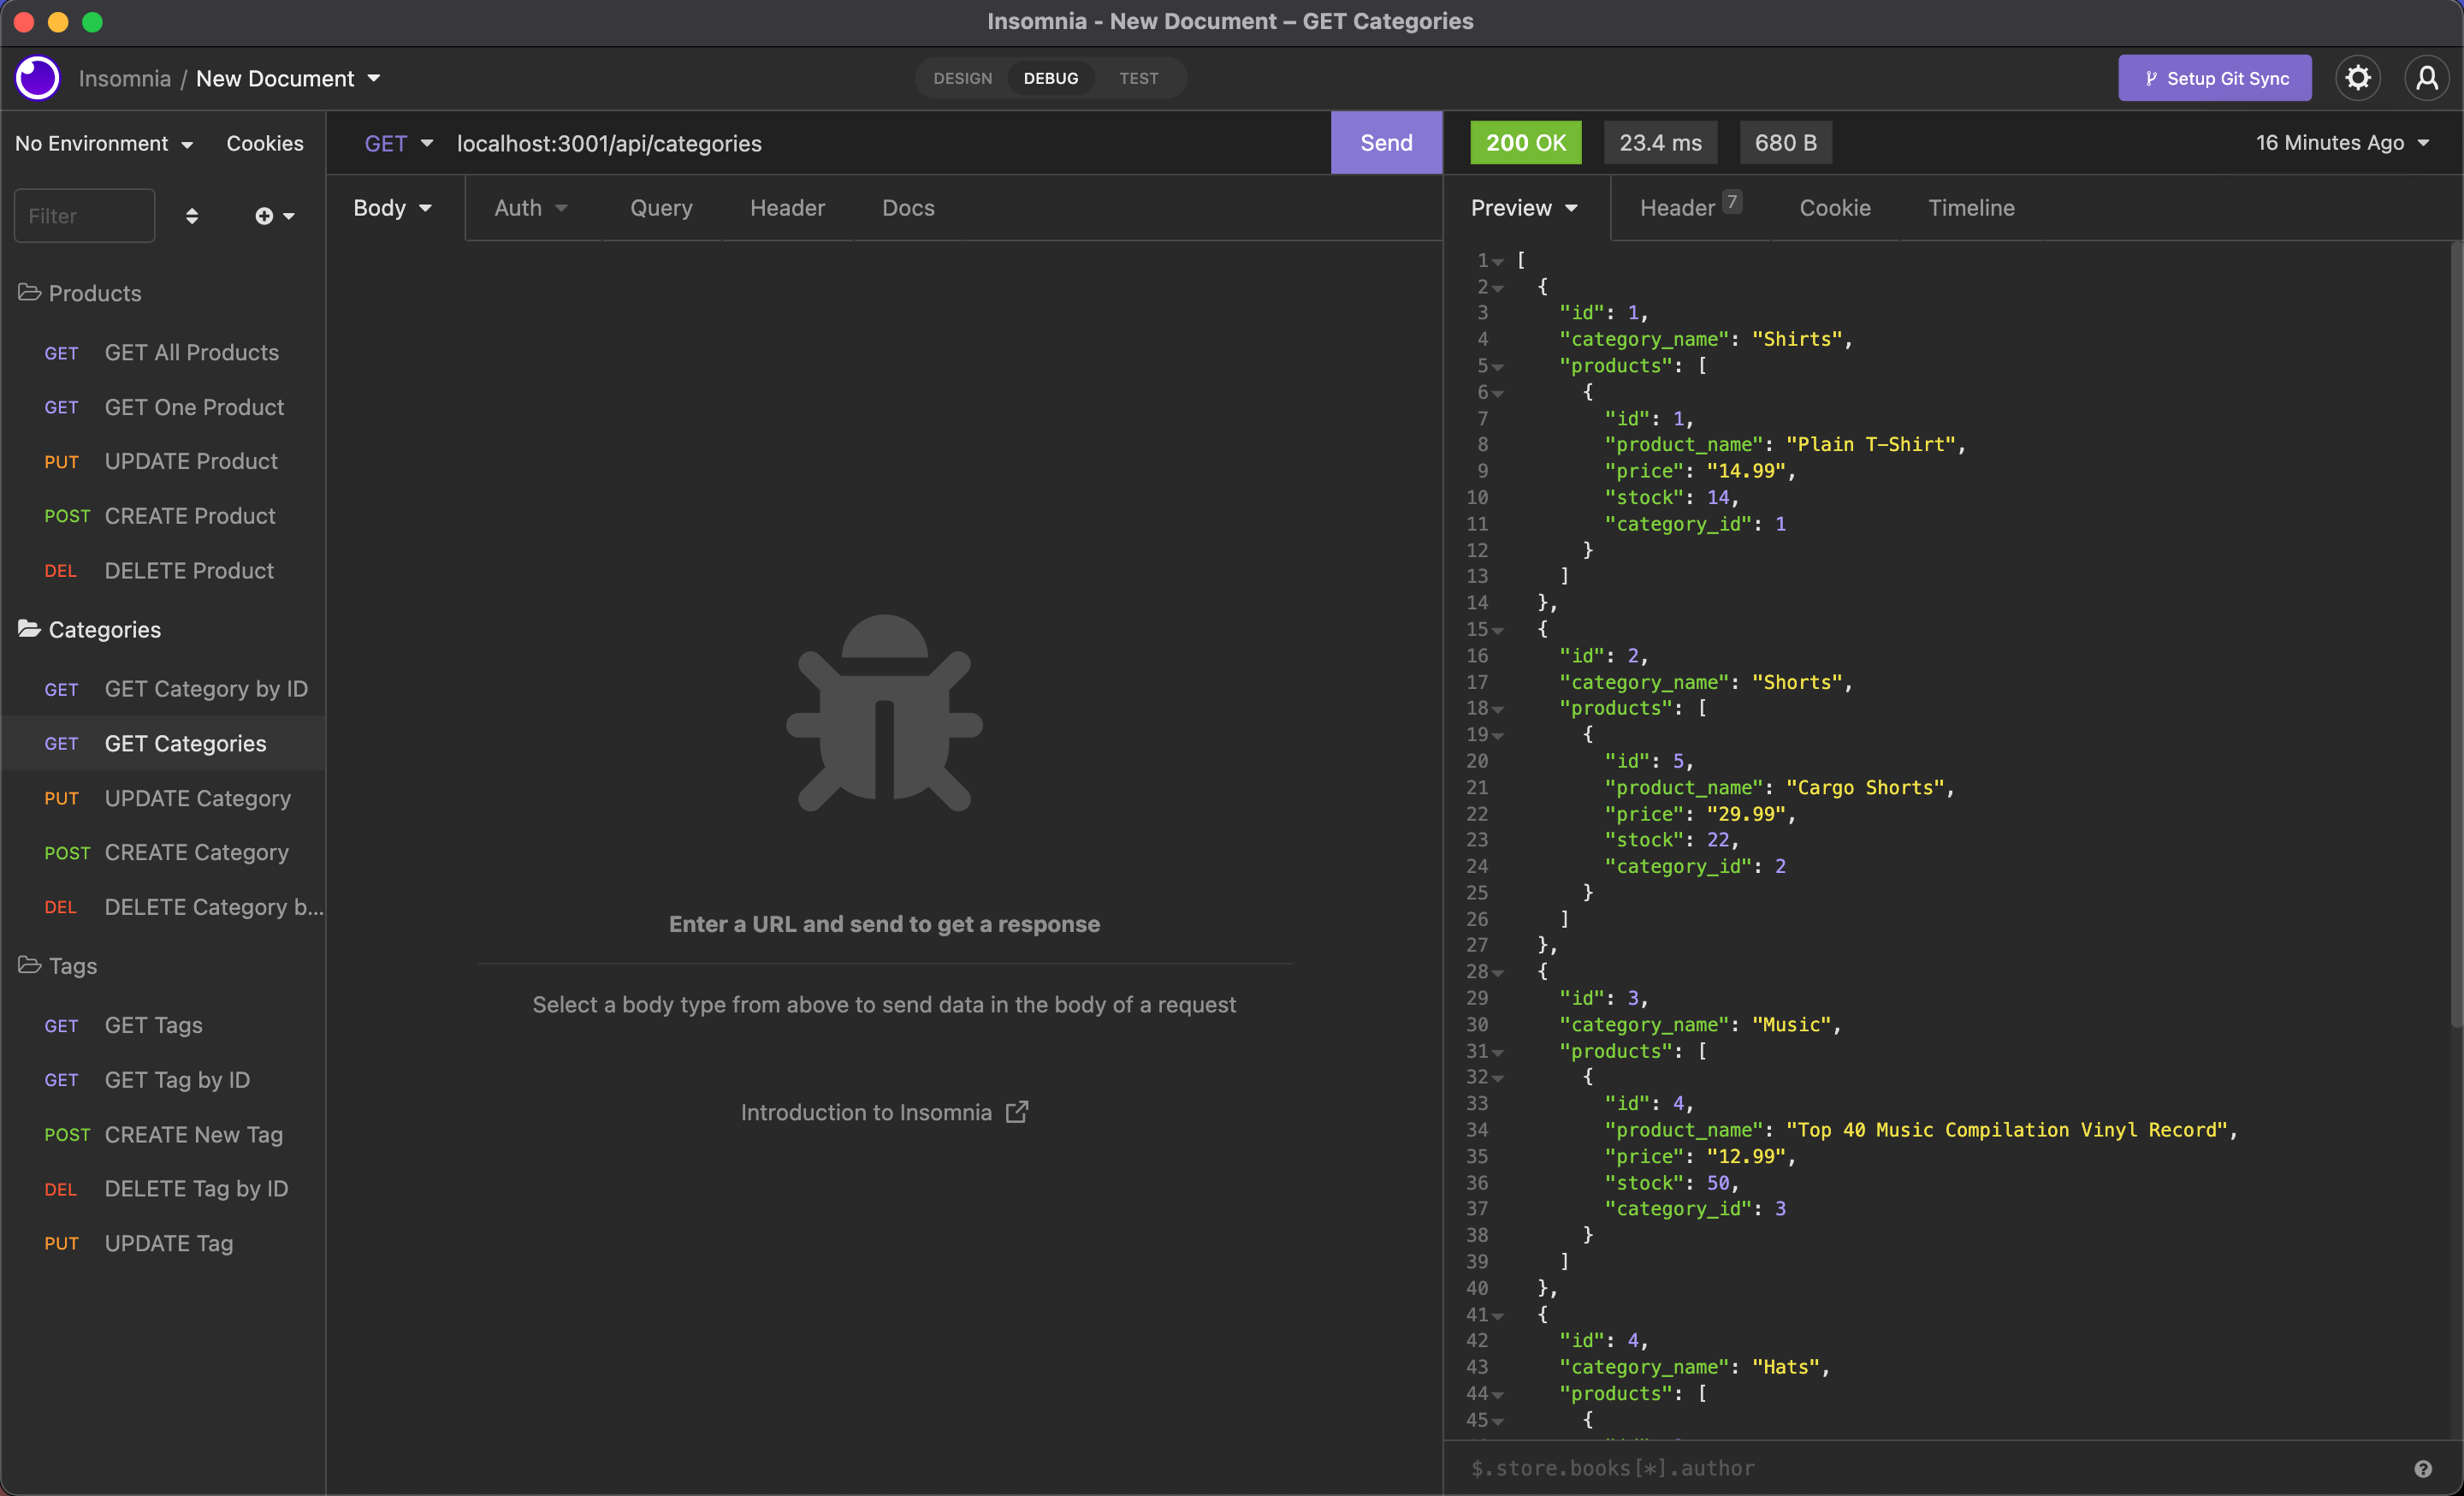 Insomnia - New Document – GET Categories
Insomnia / New Document
DESIGN DEBUG TEST
Setup Git Sync
No Environment Cookies
GET localhost:3001/api/categories Send
200 OK 23.4 ms 680 B 16 Minutes Ago
Filter
Body Auth Query Header Docs
Preview Header 7 Cookie Timeline
Products
GET GET All Products
GET GET One Product
PUT UPDATE Product
POST CREATE Product
DEL DELETE Product
Categories
GET GET Category by ID
GET GET Categories
PUT UPDATE Category
POST CREATE Category
DEL DELETE Category b...
Tags
GET GET Tags
GET GET Tag by ID
POST CREATE New Tag
DEL DELETE Tag by ID
PUT UPDATE Tag
Enter a URL and send to get a response
Select a body type from above to send data in the body of a request
Introduction to Insomnia
1 [
2 {
3 "id": 1,
4 "category_name": "Shirts",
5 "products": [
6 {
7 "id": 1,
8 "product_name": "Plain T-Shirt",
9 "price": "14.99",
10 "stock": 14,
11 "category_id": 1
12 }
13 ]
14 },
15 {
16 "id": 2,
17 "category_name": "Shorts",
18 "products": [
19 {
20 "id": 5,
21 "product_name": "Cargo Shorts",
22 "price": "29.99",
23 "stock": 22,
24 "category_id": 2
25 }
26 ]
27 },
28 {
29 "id": 3,
30 "category_name": "Music",
31 "products": [
32 {
33 "id": 4,
34 "product_name": "Top 40 Music Compilation Vinyl Record",
35 "price": "12.99",
36 "stock": 50,
37 "category_id": 3
38 }
39 ]
40 },
41 {
42 "id": 4,
43 "category_name": "Hats",
44 "products": [
45 {
$.store.books[*].author